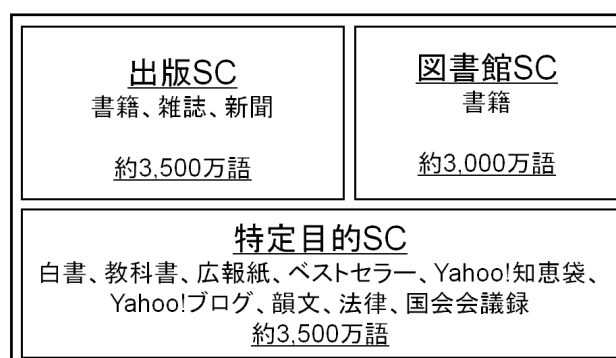 出版SC
書籍、雑誌、新聞
約3,500万語
図書館SC
書籍
約3,000万語
特定目的SC
白書、教科書、広報紙、ベストセラー、Yahoo!知恵袋、
Yahoo!ブログ、韻文、法律、国会会議録
約3,500万語